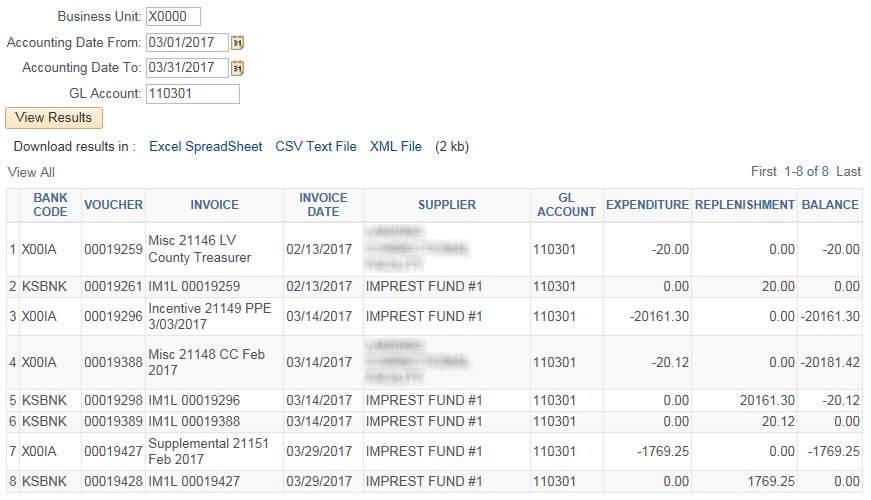 Business Unit: X0000
Accounting Date From: 03/01/2017 31
Accounting Date To: 03/31/2017 31
GL Account: 110301
View Results
Download results in : Excel SpreadSheet CSV Text File XML File (2 kb)
View All First 1-8 of 8 Last
BANK CODE VOUCHER INVOICE INVOICE DATE SUPPLIER GL ACCOUNT EXPENDITURE REPLENISHMENT BALANCE
1 X00IA 00019259 Misc 21146 LV County Treasurer 02/13/2017 110301 -20.00 0.00 -20.00
2 KSBNK 00019261 IM1L 00019259 02/13/2017 IMPREST FUND #1 110301 0.00 20.00 0.00
3 X00IA 00019296 Incentive 21149 PPE 3/03/2017 03/14/2017 IMPREST FUND #1 110301 -20161.30 0.00 -20161.30
4 X00IA 00019388 Misc 21148 CC Feb 2017 03/14/2017 110301 -20.12 0.00 -20181.42
5 KSBNK 00019298 IM1L 00019296 03/14/2017 IMPREST FUND #1 110301 0.00 20161.30 -20.12
6 KSBNK 00019389 IM1L 00019388 03/14/2017 IMPREST FUND #1 110301 0.00 20.12 0.00
7 X00IA 00019427 Supplemental 21151 Feb 2017 03/29/2017 IMPREST FUND #1 110301 -1769.25 0.00 -1769.25
8 KSBNK 00019428 IM1L 00019427 03/29/2017 IMPREST FUND #1 110301 0.00 1769.25 0.00